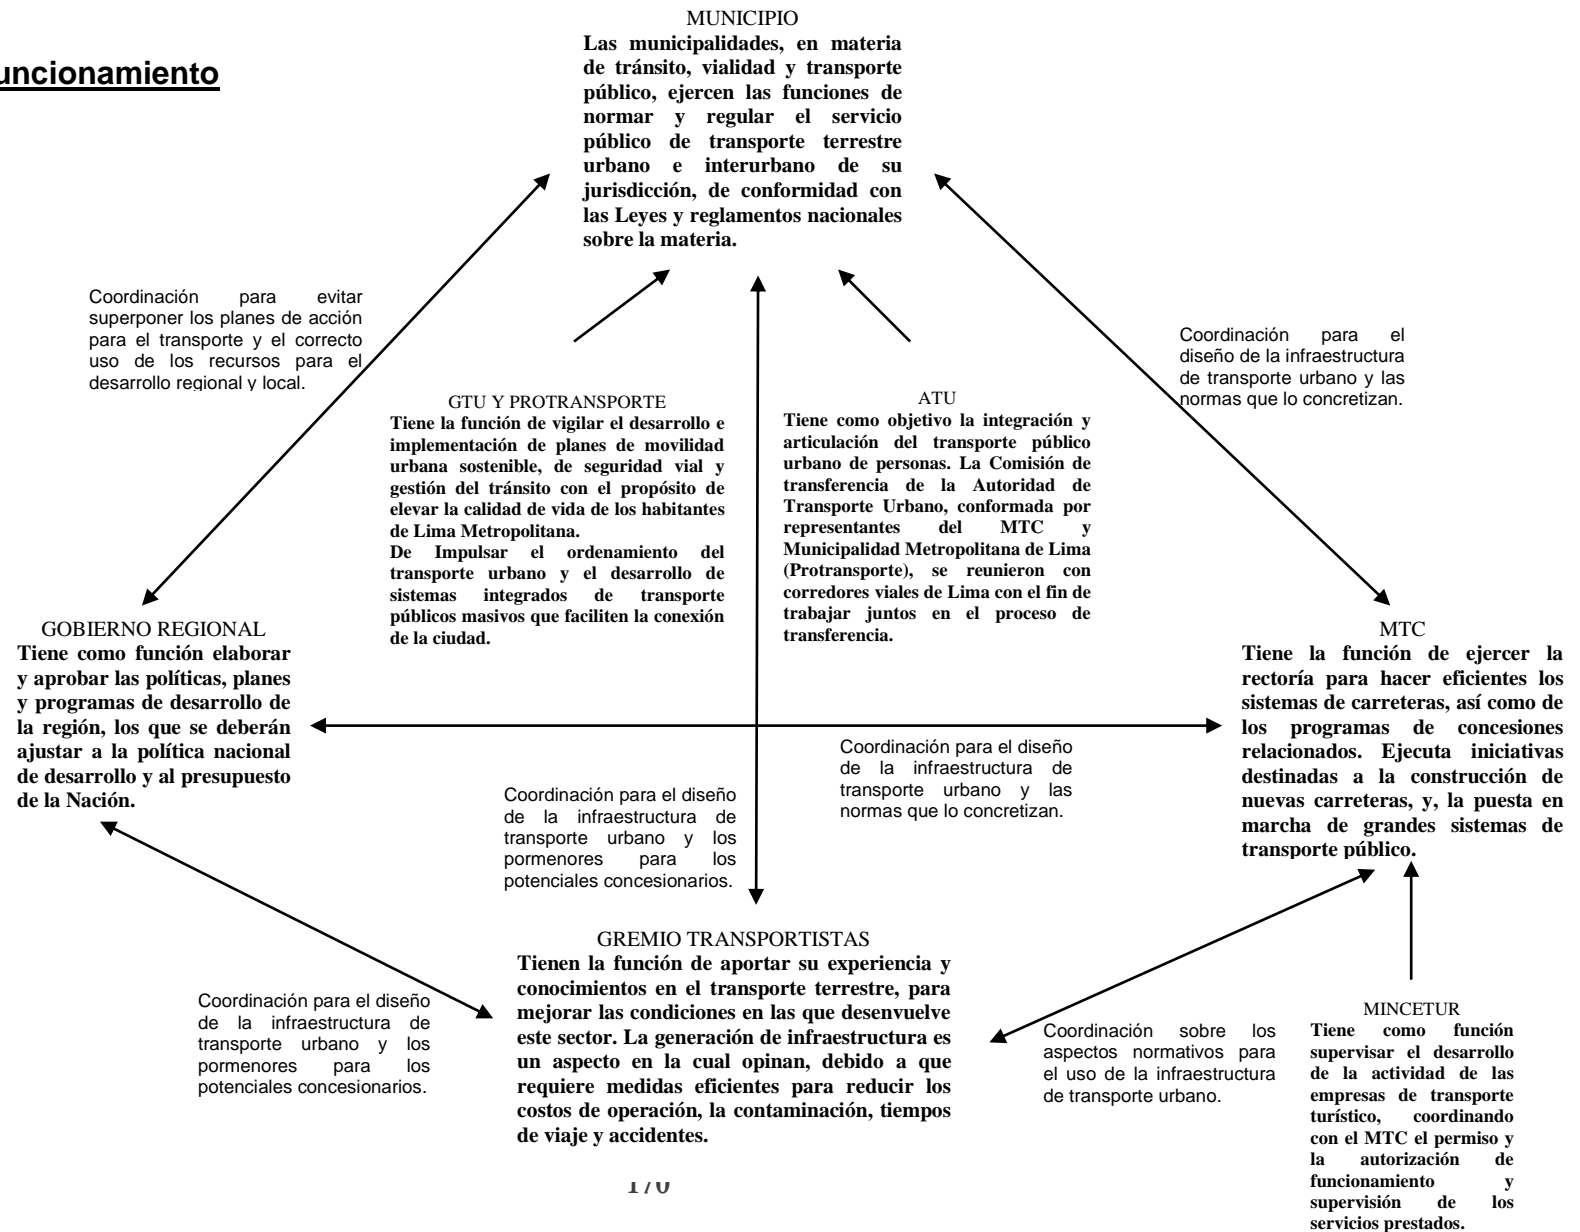 uncionamiento
MUNICIPIO
Las municipalidades, en materia
de tránsito, vialidad y transporte
público, ejercen las funciones de
normar y regular el servicio
público de transporte terrestre
urbano e interurbano de su
jurisdicción, de conformidad con
las Leyes y reglamentos nacionales
sobre la materia.
Coordinación para evitar
superponer los planes de acción
para el transporte y el correcto
uso de los recursos para el
desarrollo regional y local.
Coordinación para el
diseño de la infraestructura
de transporte urbano y las
normas que lo concretizan.
GTU Y PROTRANSPORTE
Tiene la función de vigilar el desarrollo e
implementación de planes de movilidad
urbana sostenible, de seguridad vial y
gestión del tránsito con el propósito de
elevar la calidad de vida de los habitantes
de Lima Metropolitana.
De Impulsar el ordenamiento del
transporte urbano y el desarrollo de
sistemas integrados de transporte
públicos masivos que faciliten la conexión
de la ciudad.
ATU
Tiene como objetivo la integración y
articulación del transporte público
urbano de personas. La Comisión de
transferencia de la Autoridad de
Transporte Urbano, conformada por
representantes del MTC y
Municipalidad Metropolitana de Lima
(Protransporte), se reunieron con
corredores viales de Lima con el fin de
trabajar juntos en el proceso de
transferencia.
GOBIERNO REGIONAL
Tiene como función elaborar
y aprobar las políticas, planes
y programas de desarrollo de
la región, los que se deberán
ajustar a la política nacional
de desarrollo y al presupuesto
de la Nación.
MTC
Tiene la función de ejercer la
rectoría para hacer eficientes los
sistemas de carreteras, así como de
los programas de concesiones
relacionados. Ejecuta iniciativas
destinadas a la construcción de
nuevas carreteras, y, la puesta en
marcha de grandes sistemas de
transporte público.
Coordinación para el diseño
de la infraestructura de
transporte urbano y las
normas que lo concretizan.
Coordinación para el diseño
de la infraestructura de
transporte urbano y los
pormenores para los
potenciales concesionarios.
GREMIO TRANSPORTISTAS
Tienen la función de aportar su experiencia y
conocimientos en el transporte terrestre, para
mejorar las condiciones en las que desenvuelve
este sector. La generación de infraestructura es
un aspecto en la cual opinan, debido a que
requiere medidas eficientes para reducir los
costos de operación, la contaminación, tiempos
de viaje y accidentes.
Coordinación para el diseño
de la infraestructura de
transporte urbano y los
pormenores para los
potenciales concesionarios.
Coordinación sobre los
aspectos normativos para
el uso de la infraestructura
de transporte urbano.
MINCETUR
Tiene como función
supervisar el desarrollo
de la actividad de las
empresas de transporte
turístico, coordinando
con el MTC el permiso y
la autorización de
funcionamiento y
supervisión de los
servicios prestados.